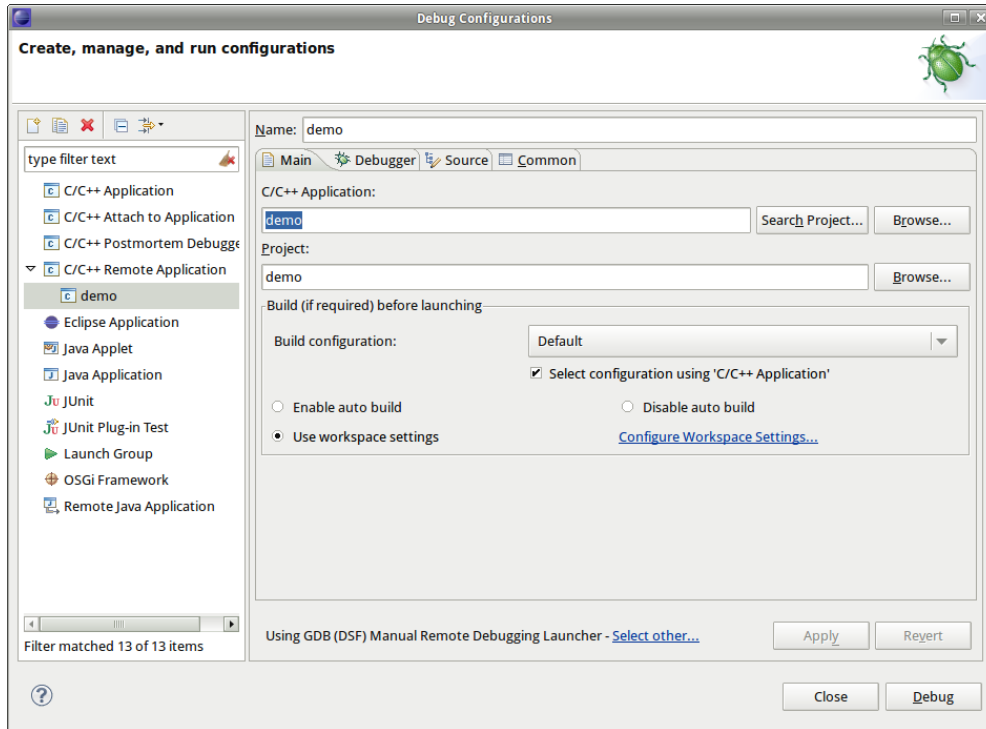 Debug Configurations
Create, manage, and run configurations
type filter text
C/C++ Application
C/C++ Attach to Application
C/C++ Postmortem Debugge
C/C++ Remote Application
demo
Eclipse Application
Java Applet
Java Application
JUnit
JUnit Plug-in Test
Launch Group
OSGi Framework
Remote Java Application
Filter matched 13 of 13 items
Name: demo
Main Debugger Source Common
C/C++ Application:
demo Search Project... Browse...
Project:
demo Browse...
Build (if required) before launching
Build configuration: Default
Select configuration using 'C/C++ Application'
Enable auto build Disable auto build
Use workspace settings Configure Workspace Settings...
Using GDB (DSF) Manual Remote Debugging Launcher - Select other... Apply Revert
Close Debug